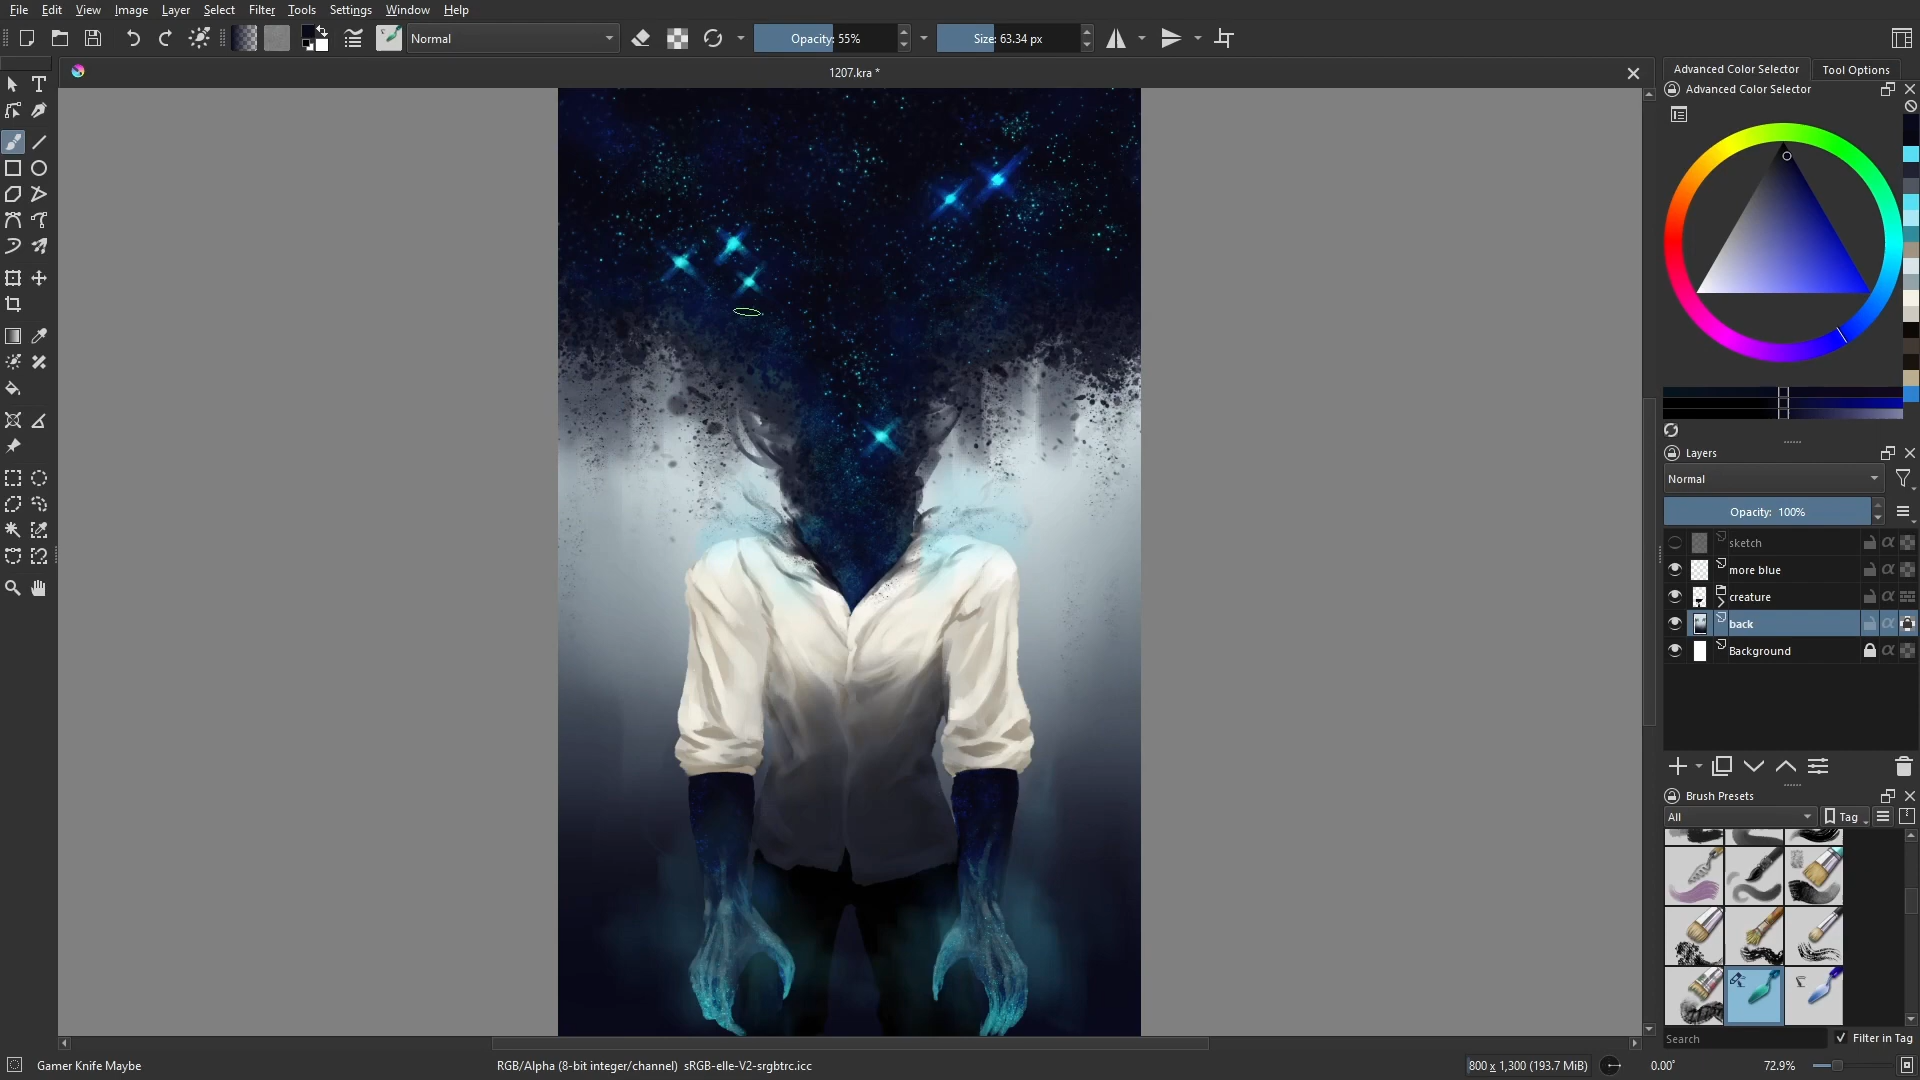 File Edit View Image Layer Select Filter Tools Settings Window Help
Normal
Opacity: 55%
Size: 63.34 px
1207.kra *
Advanced Color Selector
Tool Options
Advanced Color Selector
Layers
Normal
Opacity: 100%
sketch
more blue
creature
back
Background
Brush Presets
All
Tag
Search
Filter in Tag
Gamer Knife Maybe
RGB/Alpha (8-bit integer/channel) sRGB-elle-V2-srgbtrc.icc
800 x 1,300 (193.7 MiB)
0.00°
72.9%